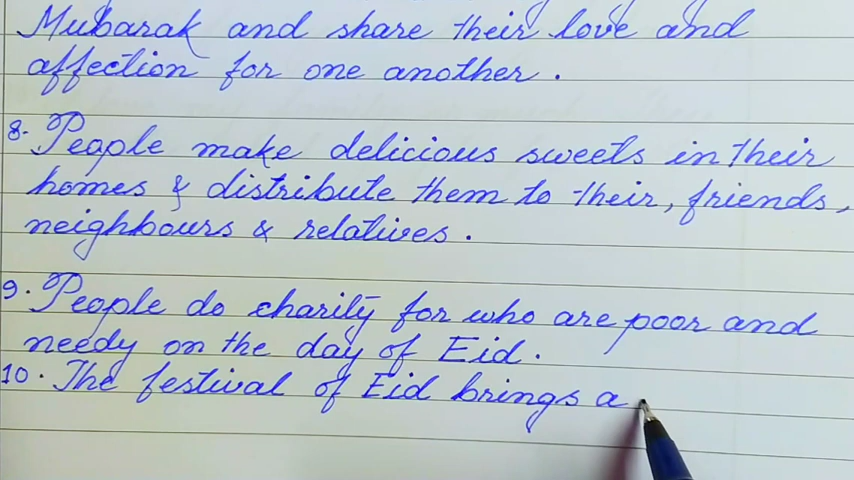 Mubarak and share their love and
affection for one another.
8. People make delicious sweets in their
homes & distribute them to their, friends,
neighbours & relatives.
9. People do charity for who are poor and
needy on the day of Eid.
10. The festival of Eid brings a